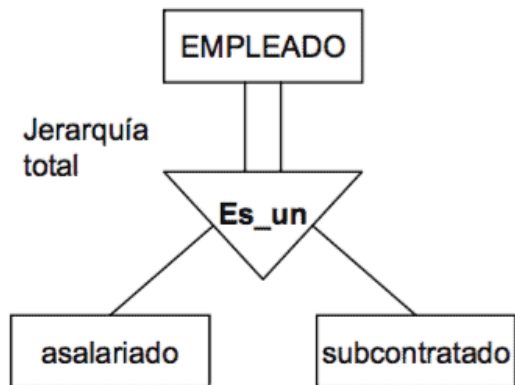 EMPLEADO
Jerarquía
total
Es_un
asalariado
subcontratado